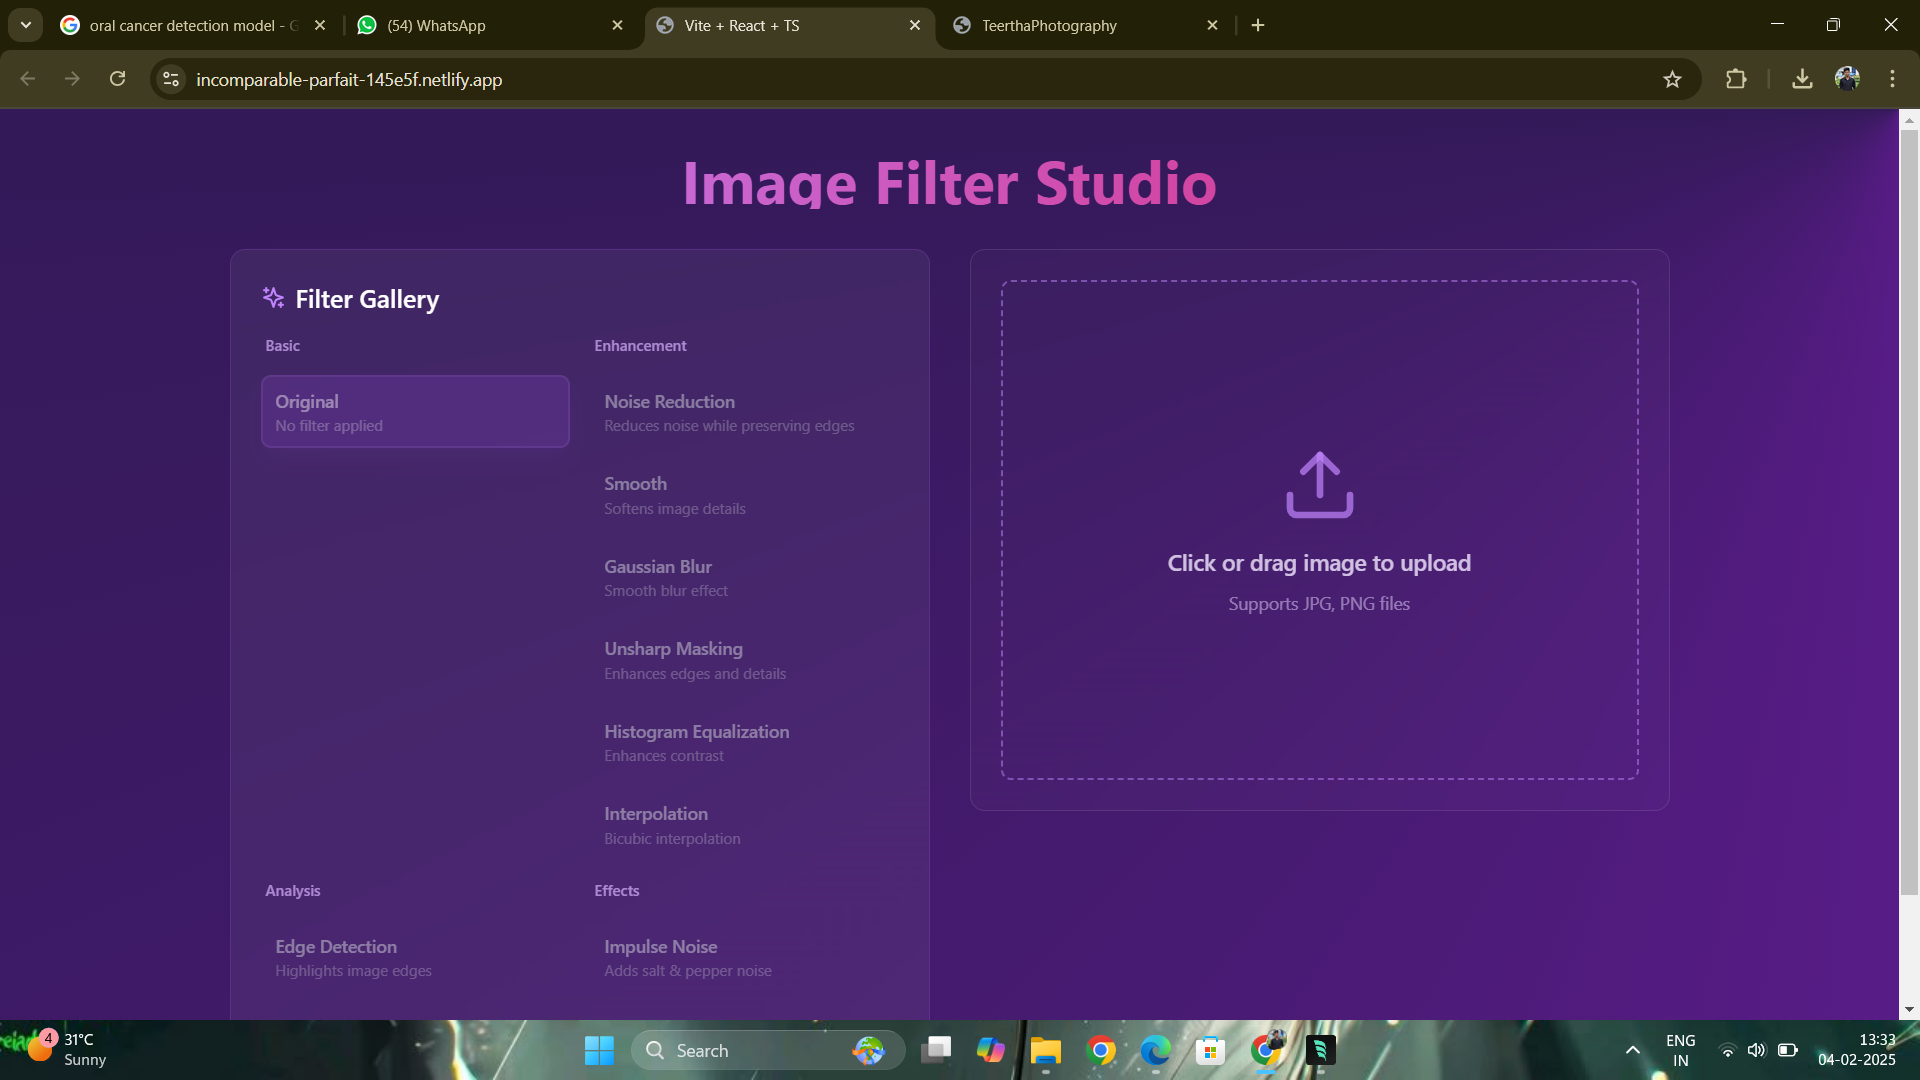 oral cancer detection model - G
(54) WhatsApp
Vite + React + TS
TeerthaPhotography
incomparable-parfait-145e5f.netlify.app
Image Filter Studio
Filter Gallery
Basic
Original
No filter applied
Enhancement
Noise Reduction
Reduces noise while preserving edges
Smooth
Softens image details
Gaussian Blur
Smooth blur effect
Unsharp Masking
Enhances edges and details
Histogram Equalization
Enhances contrast
Interpolation
Bicubic interpolation
Analysis
Edge Detection
Highlights image edges
Effects
Impulse Noise
Adds salt & pepper noise
Click or drag image to upload
Supports JPG, PNG files
4
31°C
Sunny
Search
ENG
IN
13:33
04-02-2025